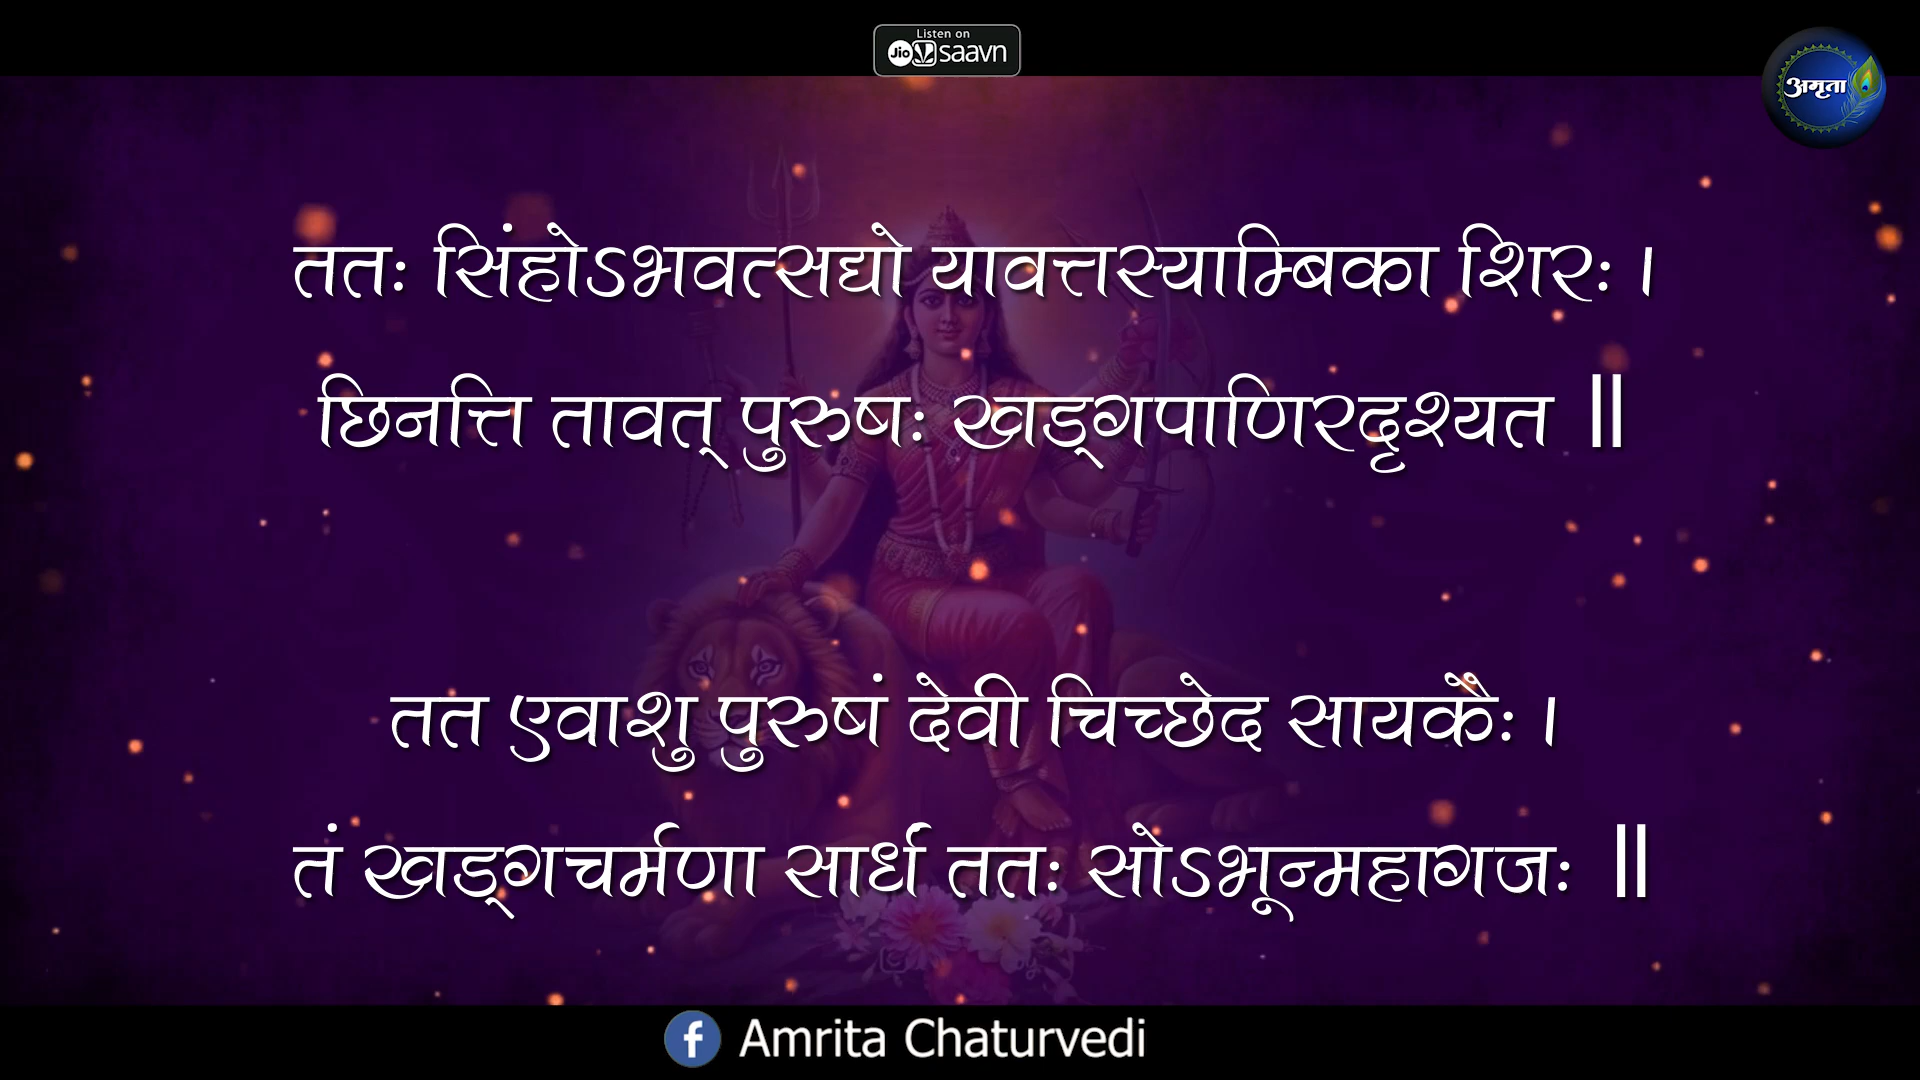 Listen on
Jio saavn
अमृता
ततः सिंहोऽभवत्सद्यो यावत्तस्याम्बिका शिरः ।
छिनत्ति तावत् पुरुषः खड्गपाणिरदृश्यत ॥
तत एवाशु पुरुषं देवी चिच्छेद सायकैः ।
तं खड्गचर्मणा सार्धं ततः सोऽभून्महागजः ॥
f Amrita Chaturvedi